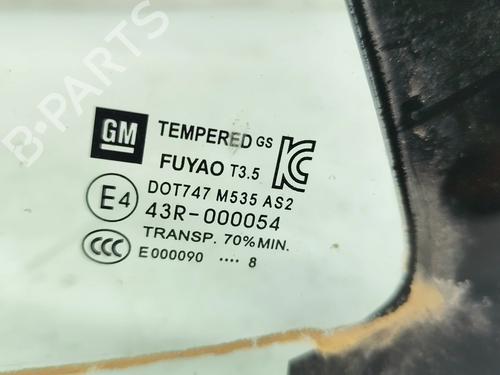 B-PARTS
GM
TEMPERED GS
FUYAO T3.5
KC
E4
DOT747 M535 AS2
43R-000054
CCC
TRANSP. 70% MIN.
E000090 .... 8